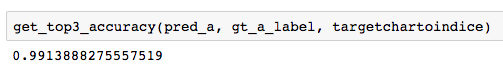 get_top3_accuracy(pred_a, gt_a_label, targetchartoindice)
0.9913888275557519